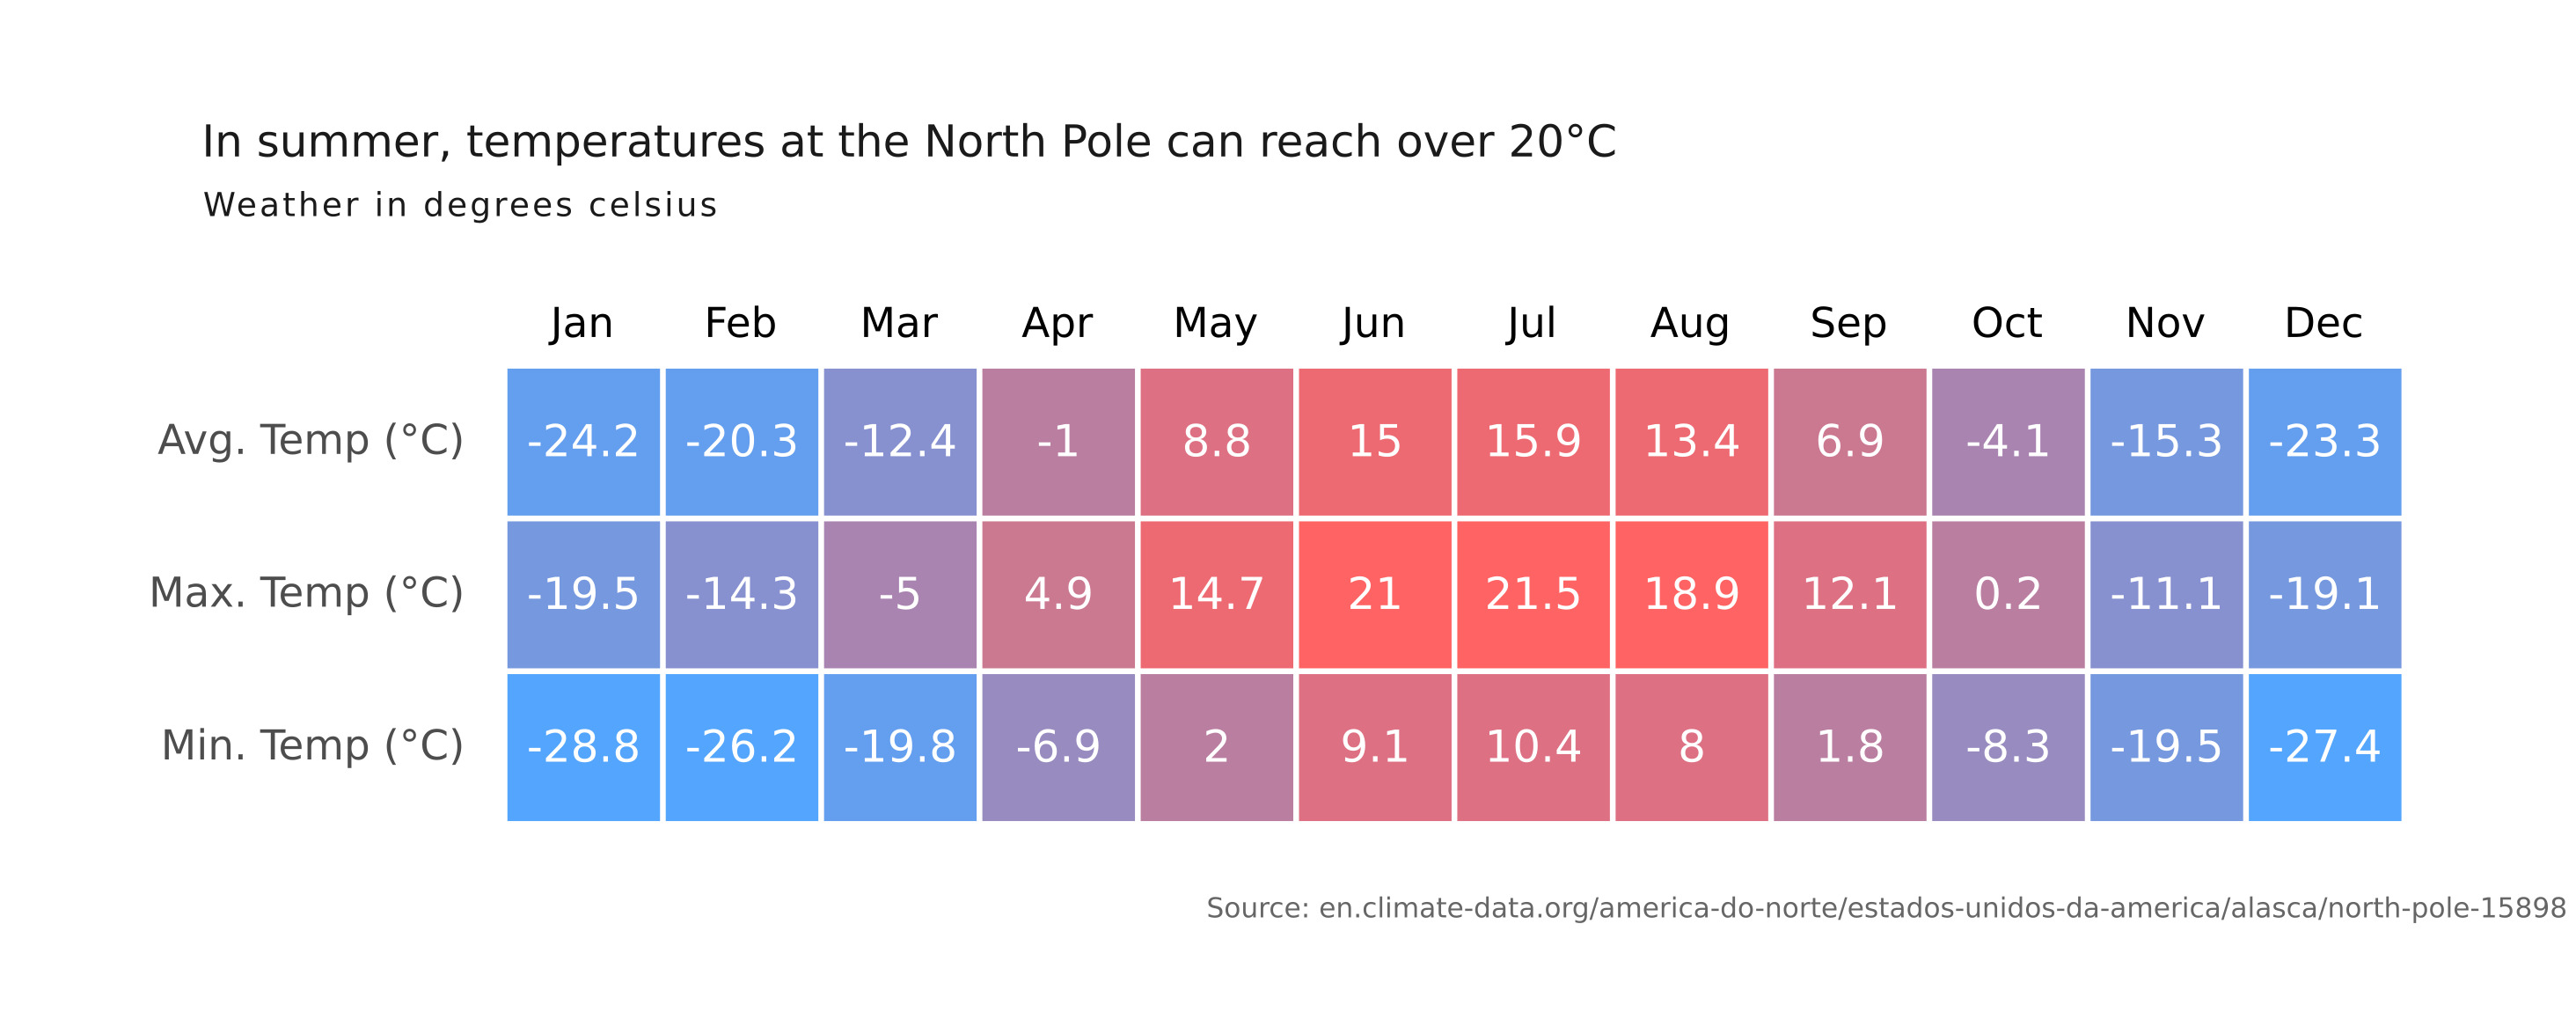 In summer, temperatures at the North Pole can reach over 20°C
Weather in degrees celsius
Jan Feb Mar Apr May Jun Jul Aug Sep Oct Nov Dec
Avg. Temp (°C) -24.2 -20.3 -12.4 -1 8.8 15 15.9 13.4 6.9 -4.1 -15.3 -23.3
Max. Temp (°C) -19.5 -14.3 -5 4.9 14.7 21 21.5 18.9 12.1 0.2 -11.1 -19.1
Min. Temp (°C) -28.8 -26.2 -19.8 -6.9 2 9.1 10.4 8 1.8 -8.3 -19.5 -27.4
Source: en.climate-data.org/america-do-norte/estados-unidos-da-america/alasca/north-pole-15898